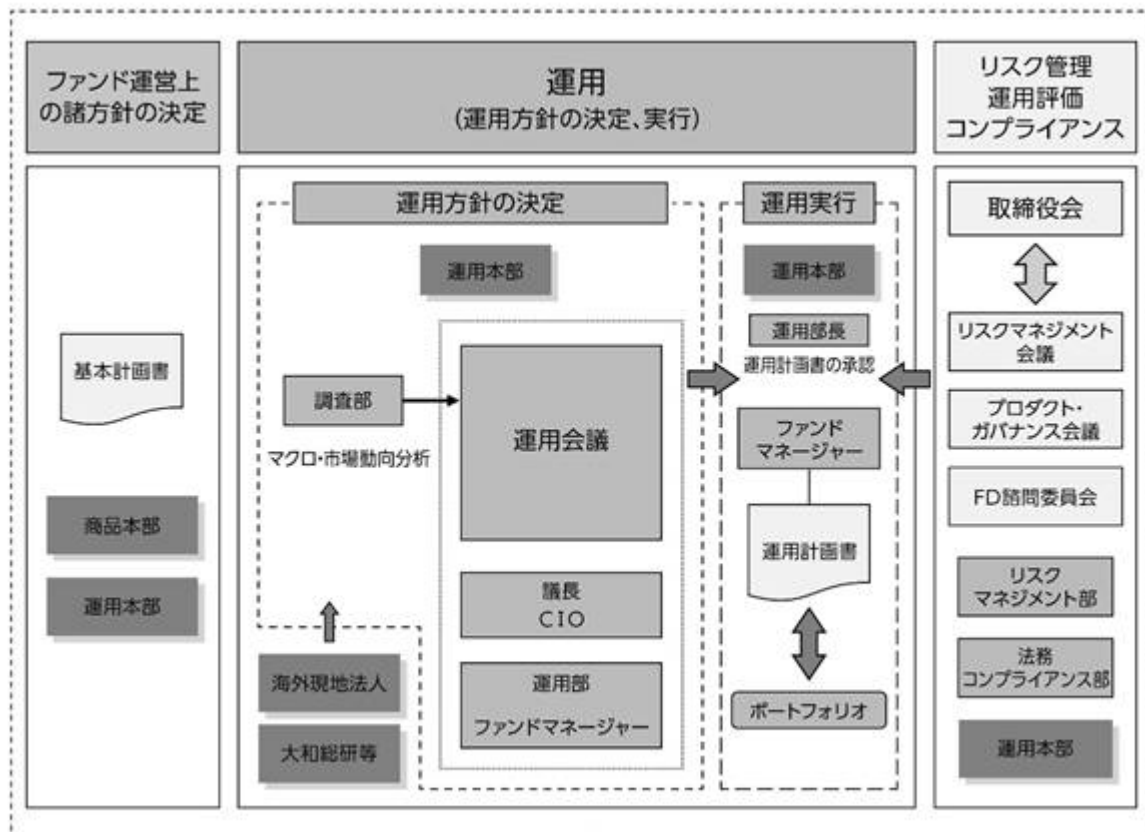 ファンド運営上
の諸方針の決定
運用
(運用方針の決定、実行)
リスク管理
運用評価
コンプライアンス
基本計画書
商品本部
運用本部
運用方針の決定
運用本部
調査部
マクロ・市場動向分析
運用会議
議長
CIO
運用部
ファンドマネージャー
海外現地法人
大和総研等
運用実行
運用本部
運用部長
運用計画書の承認
ファンド
マネージャー
運用計画書
ポートフォリオ
取締役会
リスクマネジメント
会議
プロダクト・
ガバナンス会議
FD諮問委員会
リスク
マネジメント部
法務
コンプライアンス部
運用本部